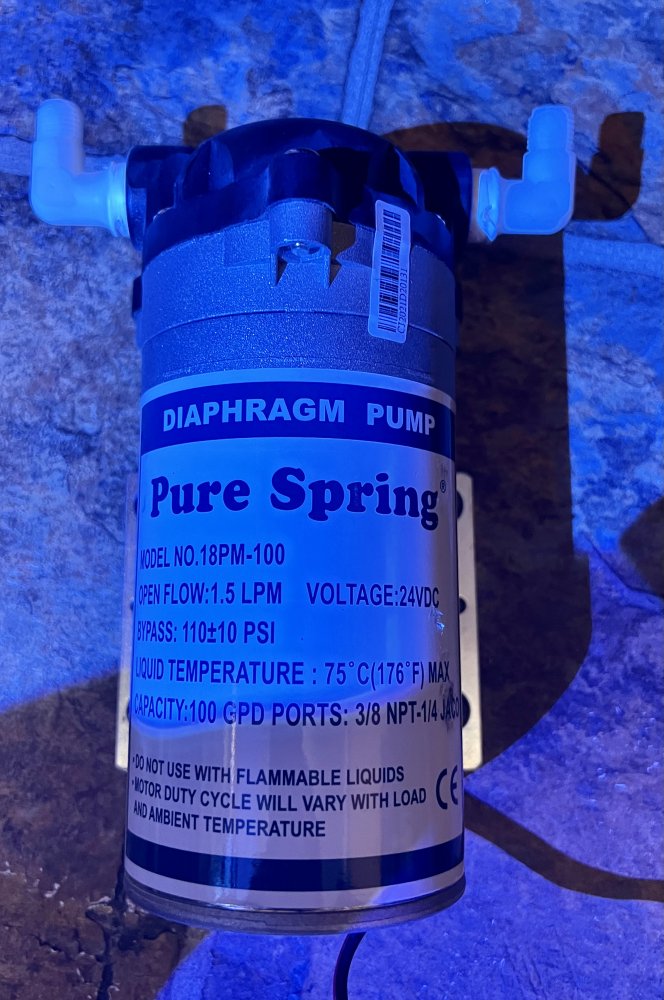 CJ2021D20131
DIAPHRAGM PUMP
Pure Spring®
MODEL NO.18PM-100
OPEN FLOW:1.5 LPM VOLTAGE:24VDC
BYPASS: 110±10 PSI
LIQUID TEMPERATURE : 75°C(176°F) MAX
CAPACITY:100 GPD PORTS: 3/8 NPT-1/4 JACO
•DO NOT USE WITH FLAMMABLE LIQUIDS
•MOTOR DUTY CYCLE WILL VARY WITH LOAD
AND AMBIENT TEMPERATURE
CE